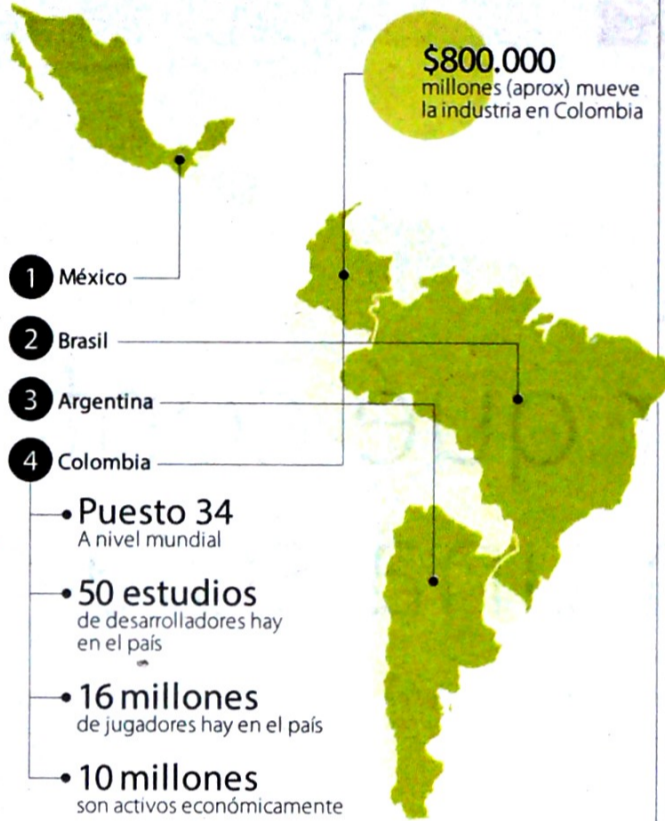 $800.000
millones (aprox) mueve
la industria en Colombia
1 México
2 Brasil
3 Argentina
4 Colombia
Puesto 34
A nivel mundial
50 estudios
de desarrolladores hay
en el país
16 millones
de jugadores hay en el país
10 millones
son activos económicamente